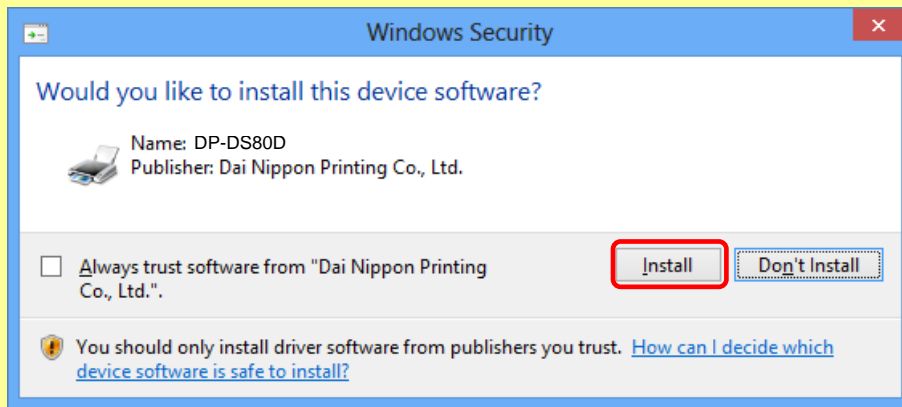 Windows Security
Would you like to install this device software?
Name: DP-DS80D
Publisher: Dai Nippon Printing Co., Ltd.
Always trust software from "Dai Nippon Printing
Co., Ltd.".
Install
Don't Install
You should only install driver software from publishers you trust. How can I decide which
device software is safe to install?